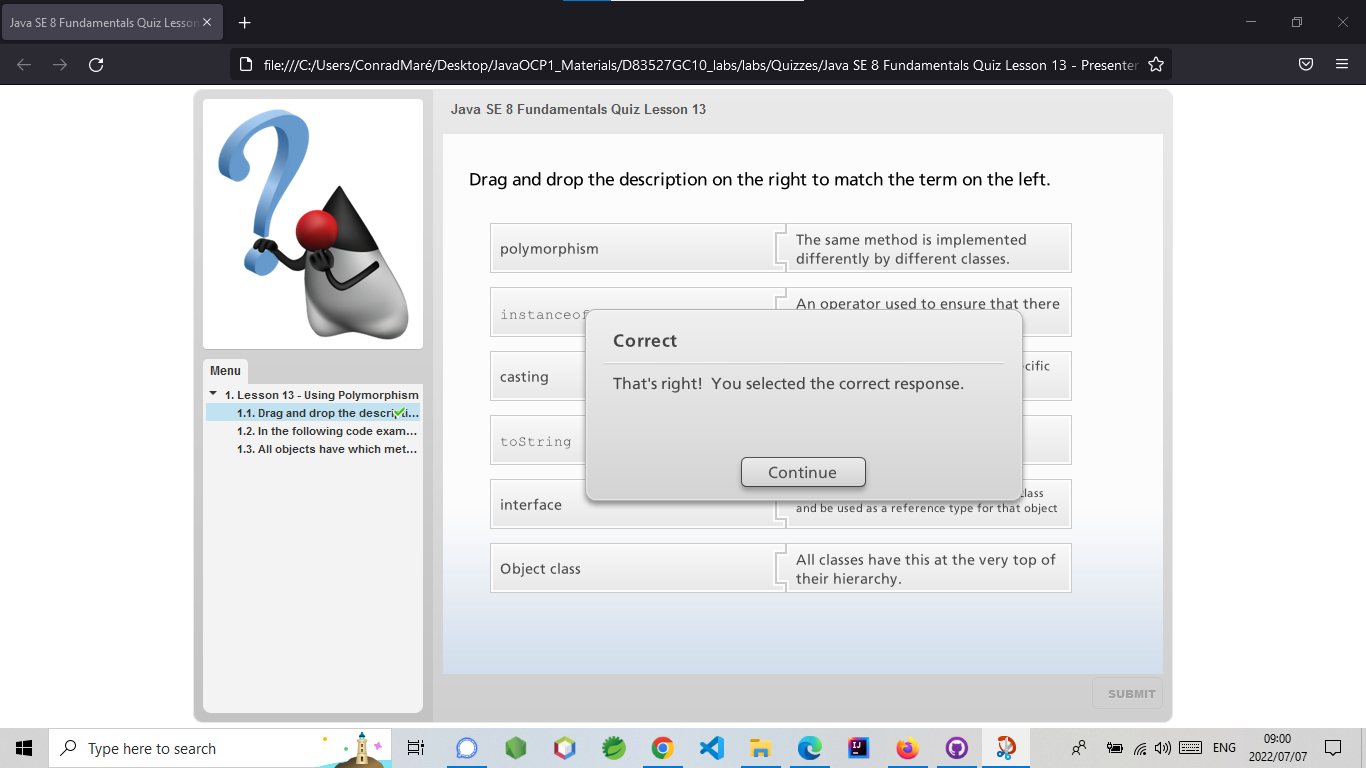 Java SE 8 Fundamentals Quiz Lesson
file:///C:/Users/ConradMaré/Desktop/JavaOCP1_Materials/D83527GC10_labs/labs/Quizzes/Java SE 8 Fundamentals Quiz Lesson 13 - Presenter
Java SE 8 Fundamentals Quiz Lesson 13
Drag and drop the description on the right to match the term on the left.
polymorphism
The same method is implemented
differently by different classes.
instanceof
An operator used to ensure that there
casting
toString
interface
and be used as a reference type for that object
Object class
All classes have this at the very top of
their hierarchy.
Correct
That's right! You selected the correct response.
Continue
Menu
1. Lesson 13 - Using Polymorphism
1.1. Drag and drop the descripti...
1.2. In the following code exam...
1.3. All objects have which met...
SUBMIT
Type here to search
ENG
09:00
2022/07/07